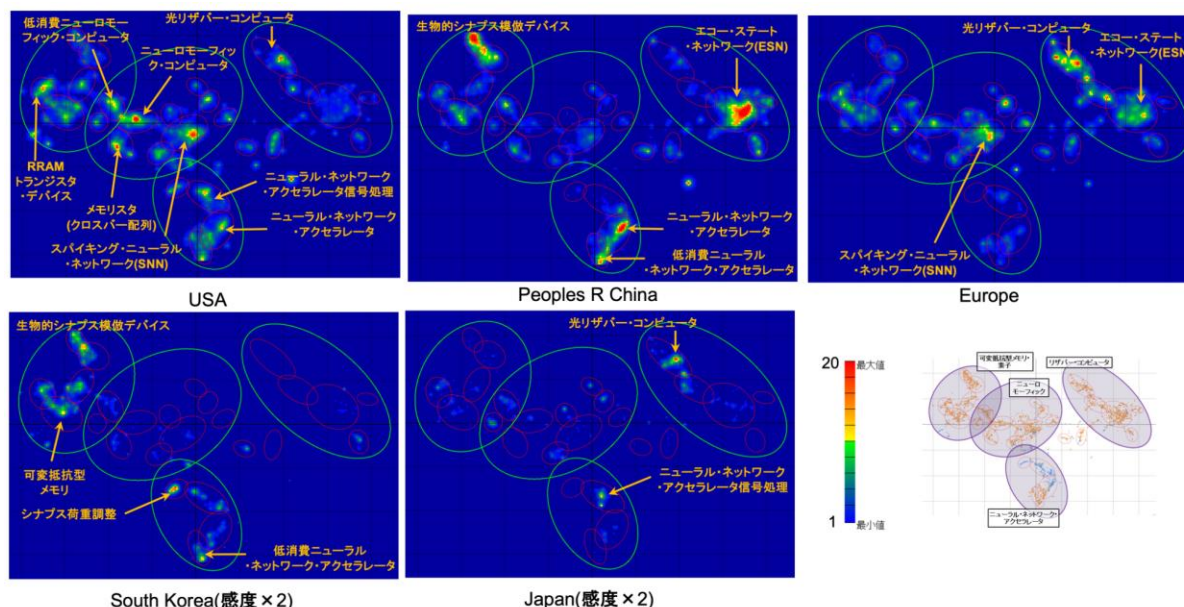 低消費ニューロモー
フィック・コンピュータ
ニューロモーフィッ
ク・コンピュータ
光リザバー・コンピュータ
RRAM
トランジスタ
・デバイス
メモリスタ
(クロスバー配列)
スパイキング・ニューラル
・ネットワーク(SNN)
ニューラル・ネットワーク
・アクセラレータ信号処理
ニューラル・ネットワーク
・アクセラレータ
USA
生物的シナプス模倣デバイス
エコー・ステート
・ネットワーク(ESN)
ニューラル・ネットワーク
・アクセラレータ
低消費ニューラル
・ネットワーク・アクセラレータ
Peoples R China
光リザバー・コンピュータ
エコー・ステート
・ネットワーク(ESN
スパイキング・ニューラル
・ネットワーク(SNN)
Europe
生物的シナプス模倣デバイス
可変抵抗型
メモリ
シナプス荷重調整
低消費ニューラル
・ネットワーク・アクセラレータ
South Korea(感度×2)
光リザバー・コンピュータ
ニューラル・ネットワーク
・アクセラレータ信号処理
Japan(感度×2)
20
最大値
1
最小値
可変抵抗型メモリ・
素子
リザバー・コンピュータ
ニューロ
モーフィック
ニューラル・ネットワーク・
アクセラレータ